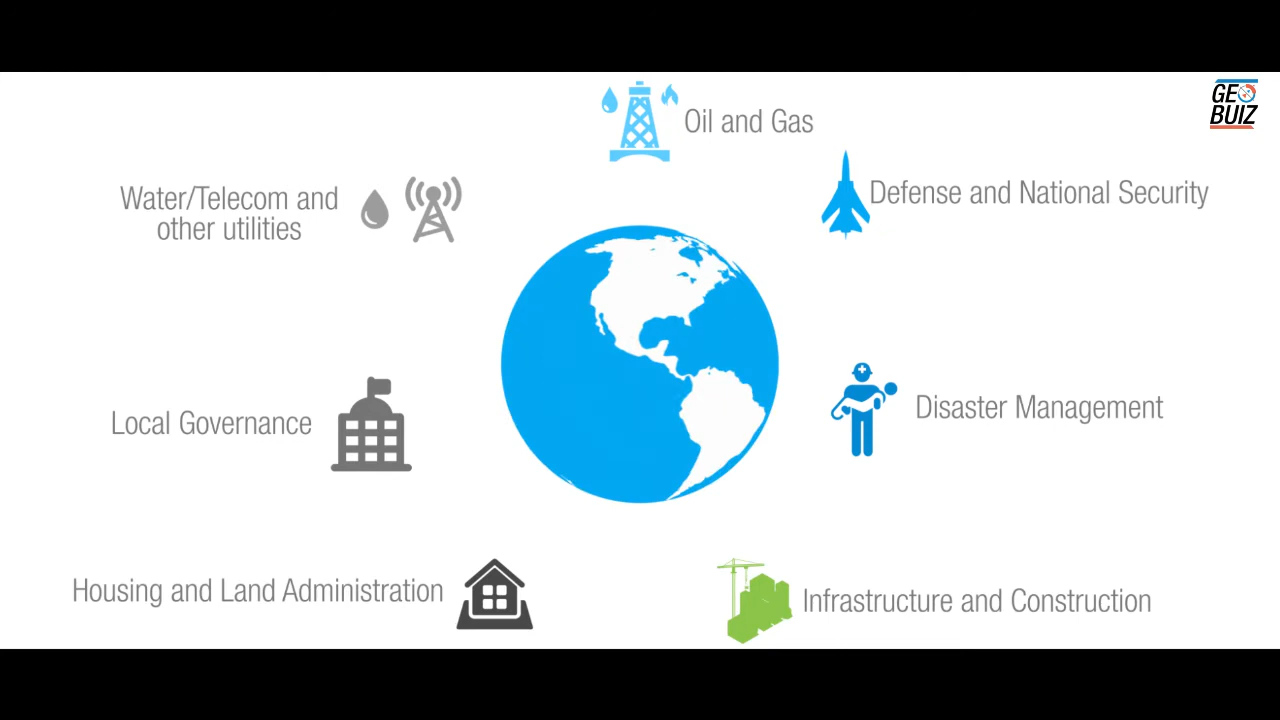 Oil and Gas
GEO
BUIZ
Water/Telecom and
other utilities
Defense and National Security
Local Governance
Disaster Management
Housing and Land Administration
Infrastructure and Construction